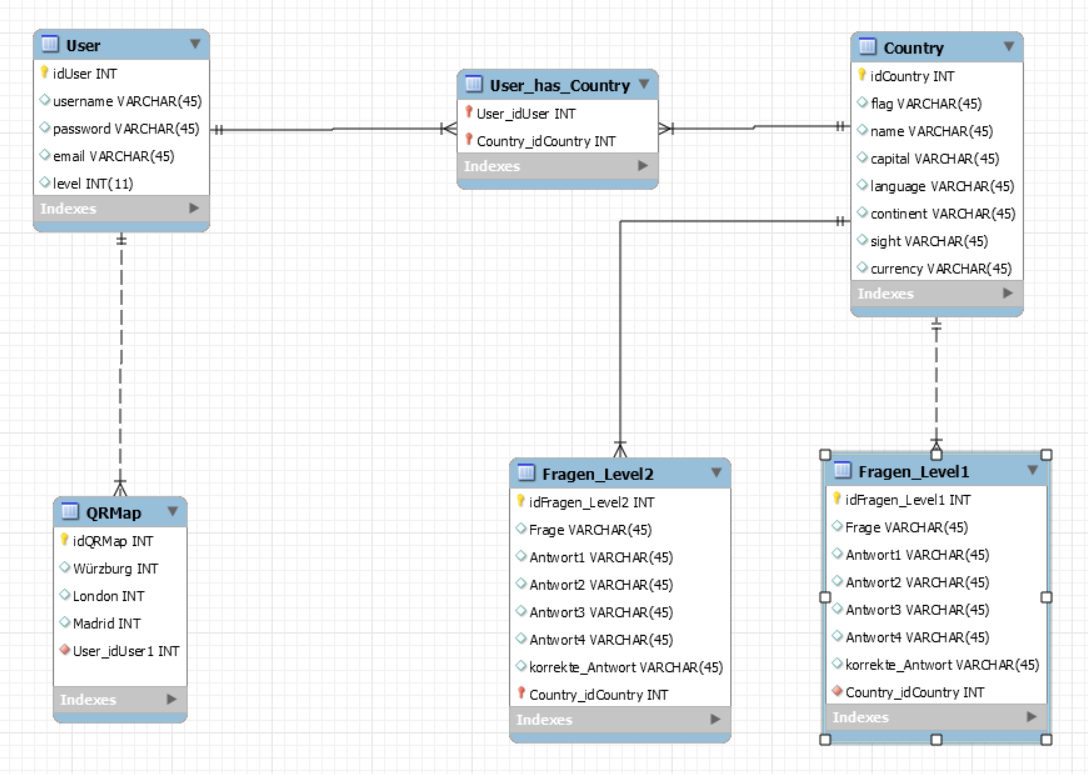 User
idUser INT
username VARCHAR(45)
password VARCHAR(45)
email VARCHAR(45)
level INT(11)
Indexes
User_has_Country
User_idUser INT
Country_idCountry INT
Indexes
Country
idCountry INT
flag VARCHAR(45)
name VARCHAR(45)
capital VARCHAR(45)
language VARCHAR(45)
continent VARCHAR(45)
sight VARCHAR(45)
currency VARCHAR(45)
Indexes
QRMap
idQRMap INT
Würzburg INT
London INT
Madrid INT
User_idUser1 INT
Indexes
Fragen_Level2
idFragen_Level2 INT
Frage VARCHAR(45)
Antwort1 VARCHAR(45)
Antwort2 VARCHAR(45)
Antwort3 VARCHAR(45)
Antwort4 VARCHAR(45)
korrekte_Antwort VARCHAR(45)
Country_idCountry INT
Indexes
Fragen_Level1
idFragen_Level1 INT
Frage VARCHAR(45)
Antwort1 VARCHAR(45)
Antwort2 VARCHAR(45)
Antwort3 VARCHAR(45)
Antwort4 VARCHAR(45)
korrekte_Antwort VARCHAR(45)
Country_idCountry INT
Indexes